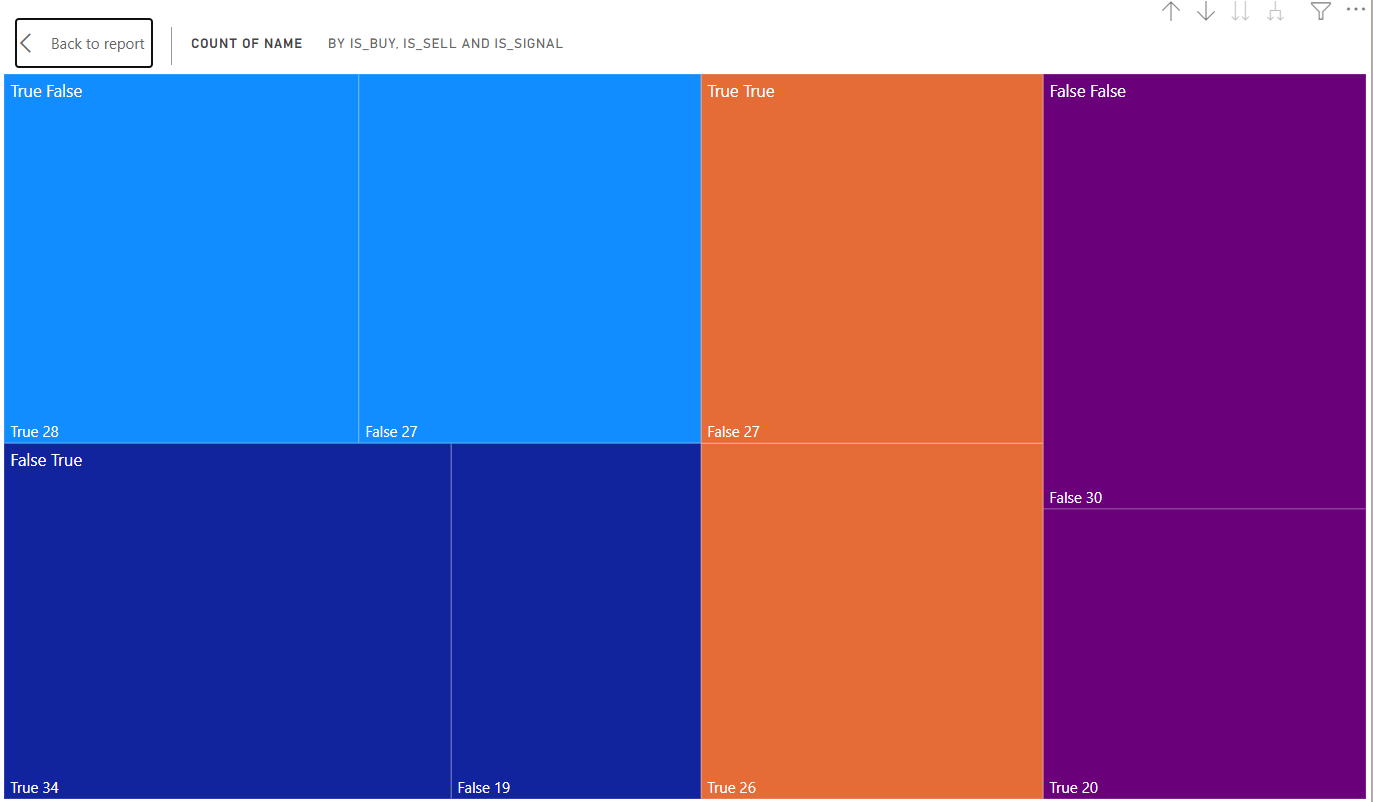 Back to report
COUNT OF NAME
BY IS_BUY, IS_SELL AND IS_SIGNAL
True False
True 28
False 27
True True
False 27
True 26
False False
False 30
True 20
False True
True 34
False 19